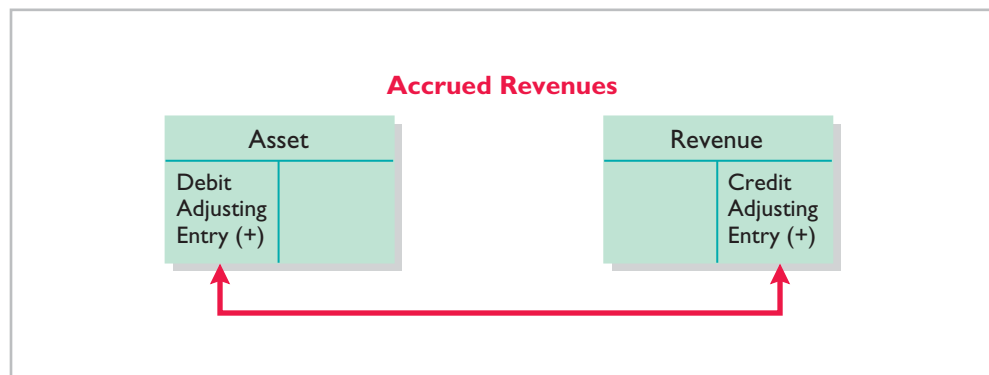 Accrued Revenues
Asset
Debit
Adjusting
Entry (+)
Revenue
Credit
Adjusting
Entry (+)